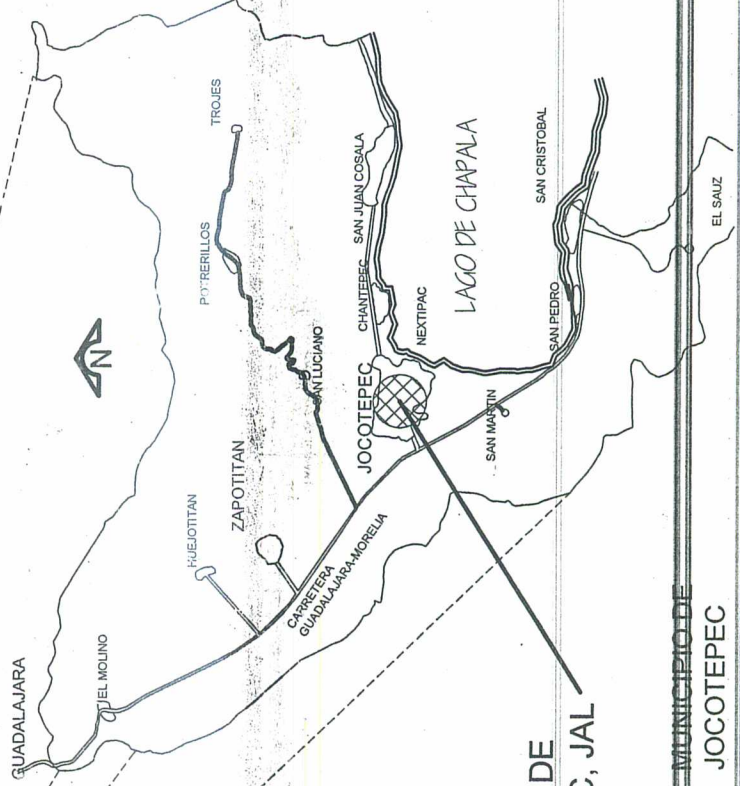 GUADALAJARA
EL MOLINO
HUEJOTITAN
ZAPOTITAN
CARRETERA
GUADALAJARA-MORELIA
POTRERILLOS
TROJES
SAN LUCIANO
JOCOTEPEC
CHANTEPEC
SAN JUAN COSALA
NEXTIPAC
LAGO DE CHAPALA
SAN MARTIN
SAN PEDRO
SAN CRISTOBAL
EL SAUZ
N
DE
C, JAL
MUNICIPIO DE
JOCOTEPEC